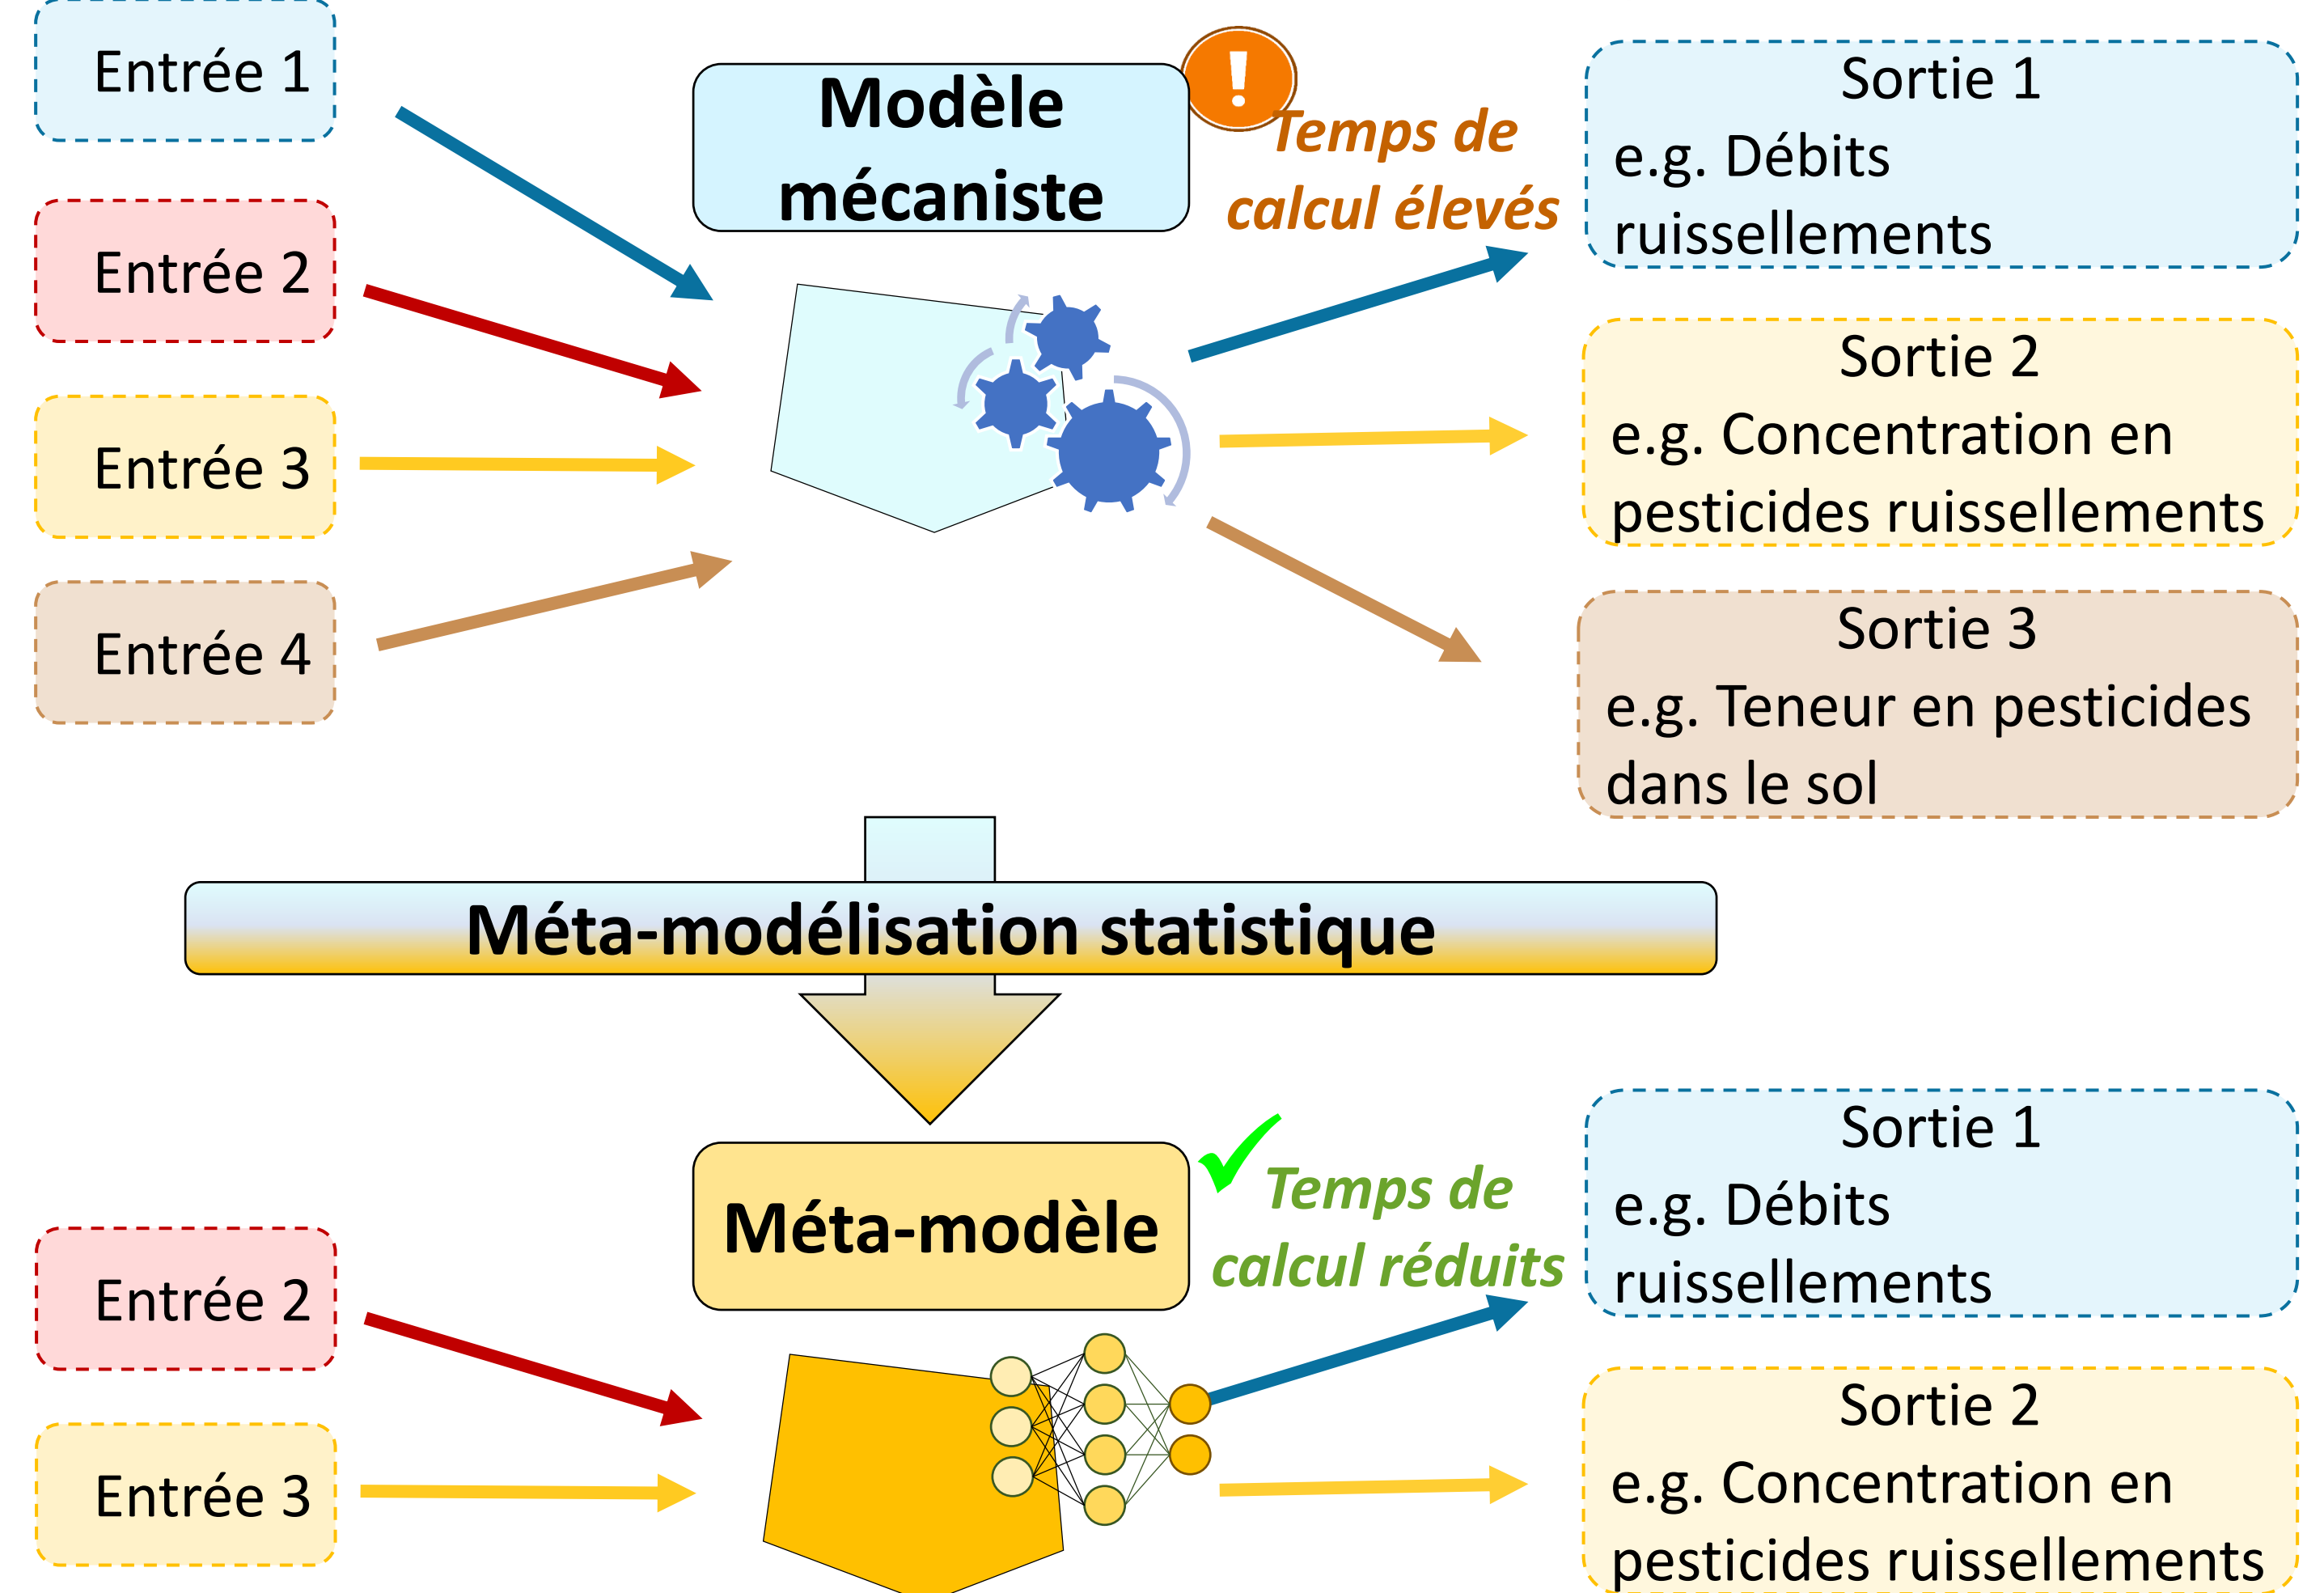 Entrée 1
Entrée 2
Entrée 3
Entrée 4
Modèle
mécaniste
!
Temps de
calcul élevés
Sortie 1
e.g. Débits
ruissellements
Sortie 2
e.g. Concentration en
pesticides ruissellements
Sortie 3
e.g. Teneur en pesticides
dans le sol
Méta-modélisation statistique
Entrée 2
Entrée 3
Méta-modèle
Temps de
calcul réduits
Sortie 1
e.g. Débits
ruissellements
Sortie 2
e.g. Concentration en
pesticides ruissellements